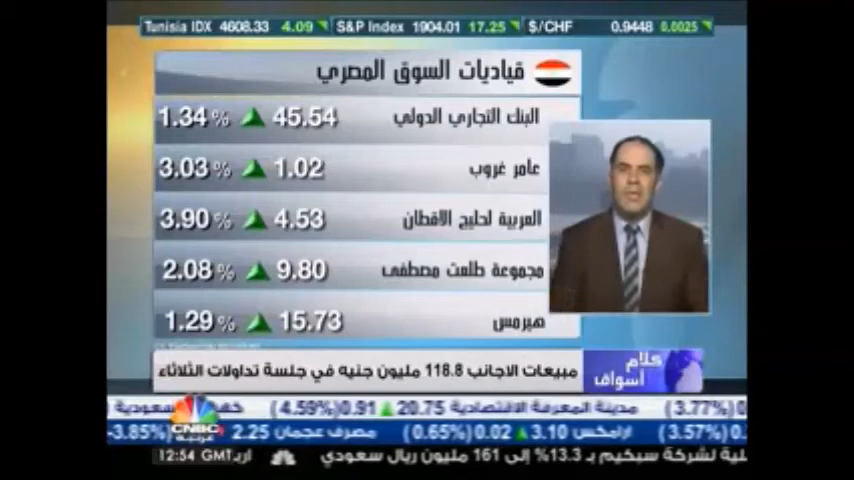 Tunisia IDX 4608.33 4.09 S&P Index 1904.01 17.25 $/CHF 0.9448 0.0025
قياديات السوق المصري
البنك التجاري الدولي 45.54 1.34 %
عامر غروب 1.02 3.03 %
العربية لحليج الاقطان 4.53 3.90 %
مجموعة طلعت مصطفى 9.80 2.08 %
هيرمس 15.73 1.29 %
كلام أسواق
مبيعات الاجانب 118.8 مليون جنيه في جلسة تداولات الثلاثاء
(3.77%) مدينة المعرفة الاقتصادية 20.75 0.91 (4.59%)
(3.57%) ارامكس 3.10 0.02 (0.65%) مصرف عجمان 2.25 -3.85%)
CNBC عربية
لية لشركة سبكيم بـ 13.3% إلى 161 مليون ريال سعودي
12:54 GMT